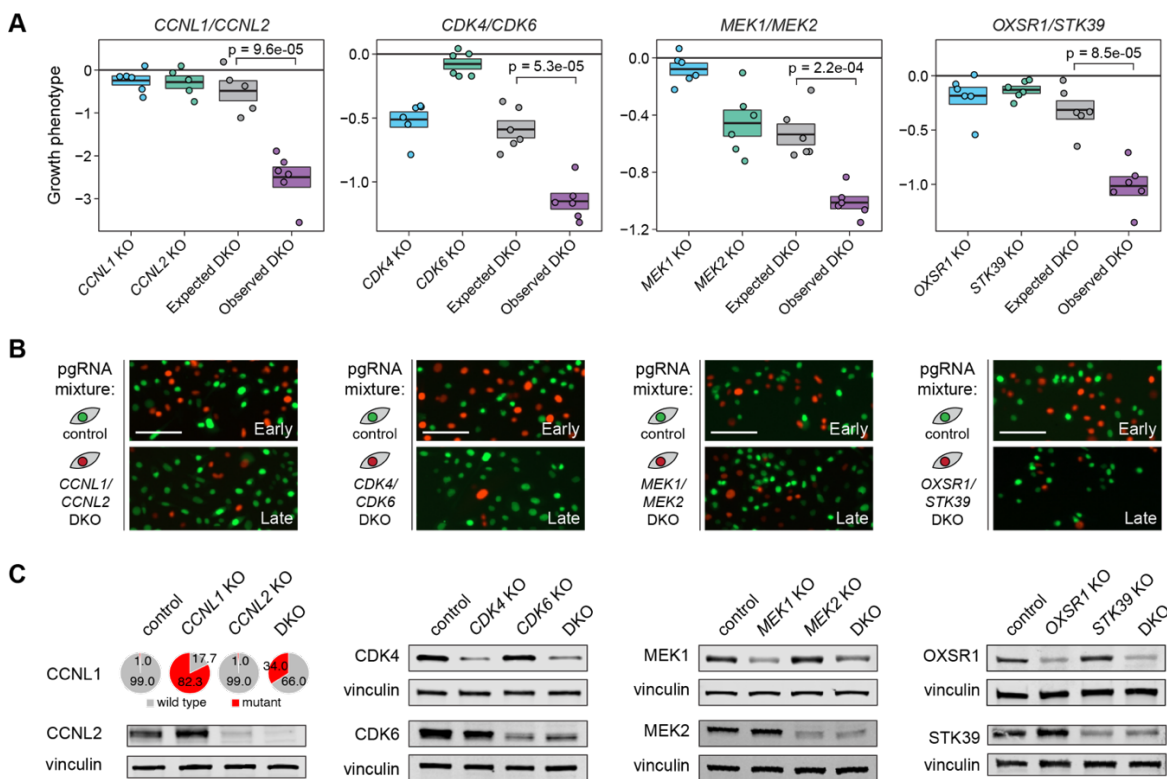 A
CCNL1/CCNL2
CDK4/CDK6
MEK1/MEK2
OXSR1/STK39
Growth phenotype
0
−1
−2
−3
p = 9.6e-05
CCNL1 KO
CCNL2 KO
Expected DKO
Observed DKO
0.0
−0.5
−1.0
p = 5.3e-05
CDK4 KO
CDK6 KO
Expected DKO
Observed DKO
0.0
−0.4
−0.8
−1.2
p = 2.2e-04
MEK1 KO
MEK2 KO
Expected DKO
Observed DKO
0.0
−0.5
−1.0
p = 8.5e-05
OXSR1 KO
STK39 KO
Expected DKO
Observed DKO
B
pgRNA
mixture:
control
CCNL1/
CCNL2
DKO
Early
Late
pgRNA
mixture:
control
CDK4/
CDK6
DKO
Early
Late
pgRNA
mixture:
control
MEK1/
MEK2
DKO
Early
Late
pgRNA
mixture:
control
OXSR1/
STK39
DKO
Early
Late
C
control
CCNL1 KO
CCNL2 KO
DKO
CCNL1
1.0
99.0
17.7
82.3
1.0
99.0
34.0
66.0
wild type
mutant
CCNL2
vinculin
control
CDK4 KO
CDK6 KO
DKO
CDK4
vinculin
CDK6
vinculin
control
MEK1 KO
MEK2 KO
DKO
MEK1
vinculin
MEK2
vinculin
control
OXSR1 KO
STK39 KO
DKO
OXSR1
vinculin
STK39
vinculin